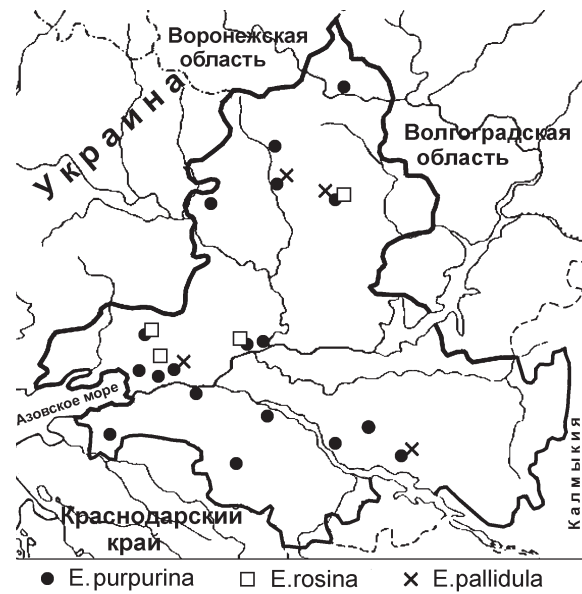 Воронежская
область
Украина
Волгоградская
область
Азовское море
Калмыкия
Краснодарский
край
E.purpurina E.rosina E.pallidula